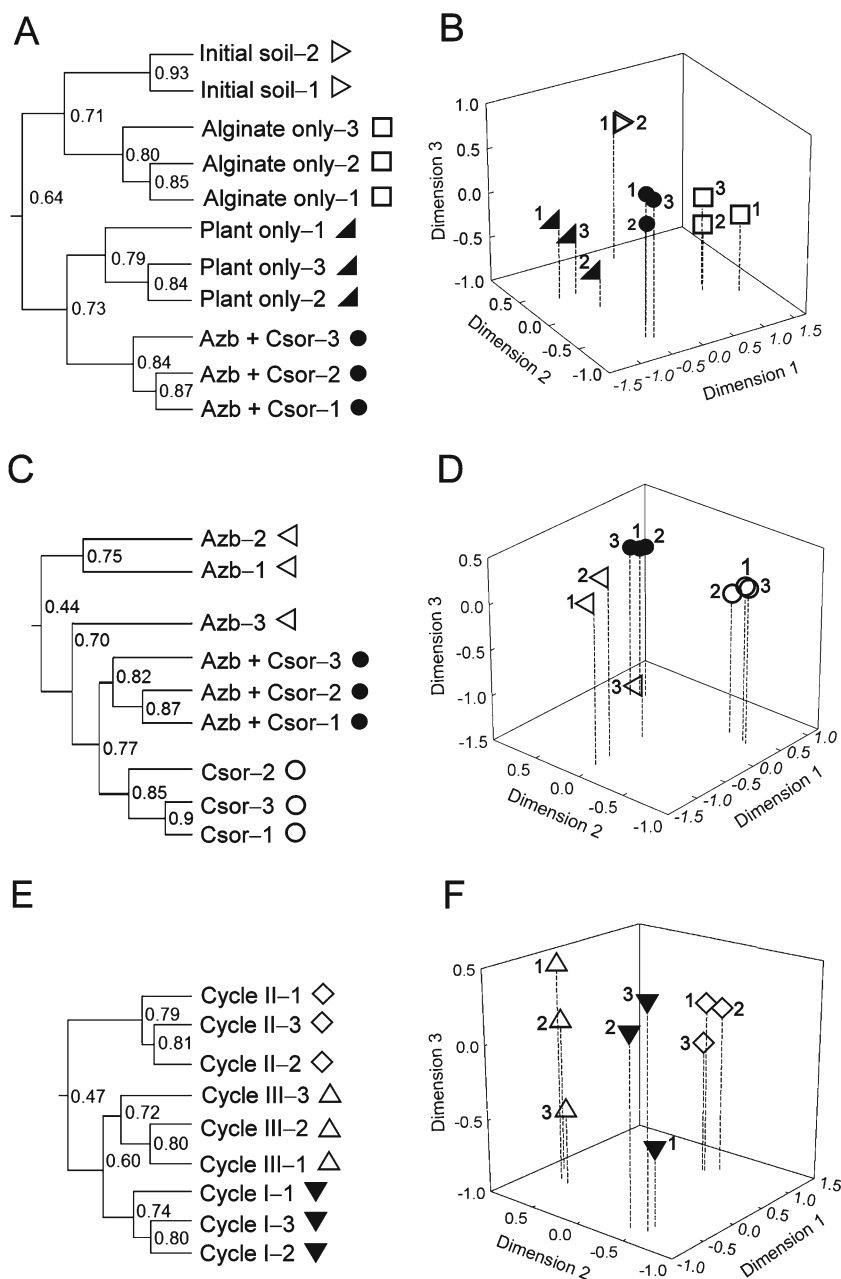 A
Initial soil–2
0.93
Initial soil–1
0.71
Alginate only–3
0.80
Alginate only–2
0.85
Alginate only–1
0.64
Plant only–1
0.79
Plant only–3
0.84
Plant only–2
0.73
Azb + Csor–3
0.84
Azb + Csor–2
0.87
Azb + Csor–1
B
1.0
0.5
0.0
-0.5
-1.0
Dimension 3
1 2
1 3
2
3
1
2
1
3
2
0.5
0.0
-0.5
-1.0
Dimension 2
-1.5 -1.0 -0.5 0.0 0.5 1.0 1.5
Dimension 1
C
Azb–2
0.75
Azb–1
0.44
Azb–3
0.70
Azb + Csor–3
0.82
Azb + Csor–2
0.87
Azb + Csor–1
0.77
Csor–2
0.85
Csor–3
0.9
Csor–1
D
0.5
0.0
-0.5
-1.0
-1.5
Dimension 3
3 1 2
2
1
3
1
2 3
0.5
0.0
-0.5
-1.0
Dimension 2
-1.5 -1.0 -0.5 0.0 0.5 1.0
Dimension 1
E
Cycle II–1
0.79
Cycle II–3
0.81
Cycle II–2
0.47
Cycle III–3
0.72
Cycle III–2
0.80
Cycle III–1
0.60
Cycle I–1
0.74
Cycle I–3
0.80
Cycle I–2
F
0.5
0.0
-0.5
-1.0
Dimension 3
1
2
3
3
2
1
1 2
3
0.5
0.0
-0.5
-1.0
Dimension 2
-1.0 -0.5 0.0 0.5 1.0 1.5
Dimension 1